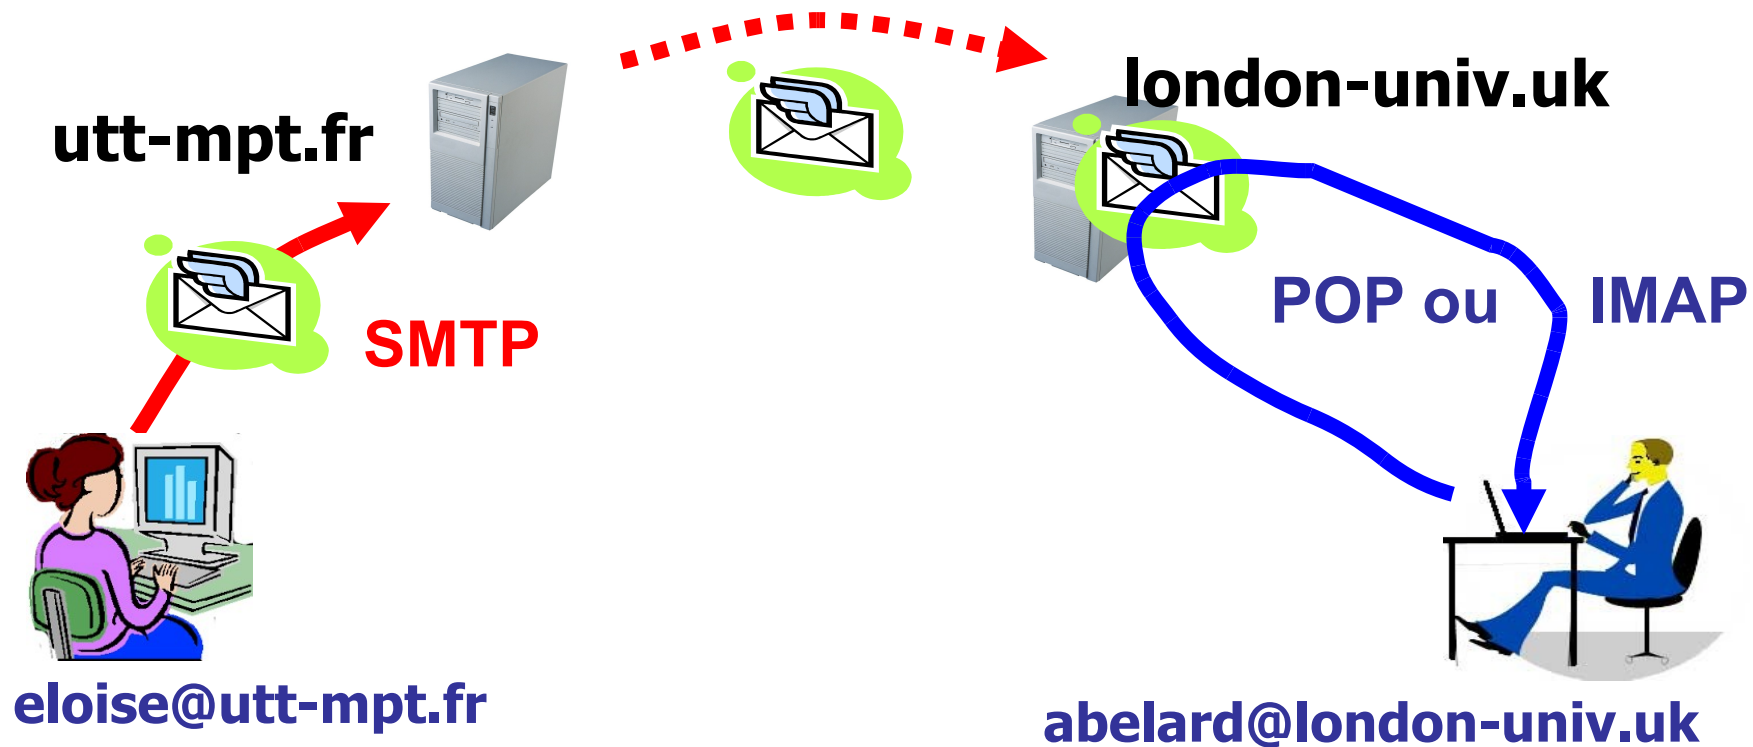 utt-mpt.fr
london-univ.uk
SMTP
POP ou IMAP
eloise@utt-mpt.fr
abelard@london-univ.uk